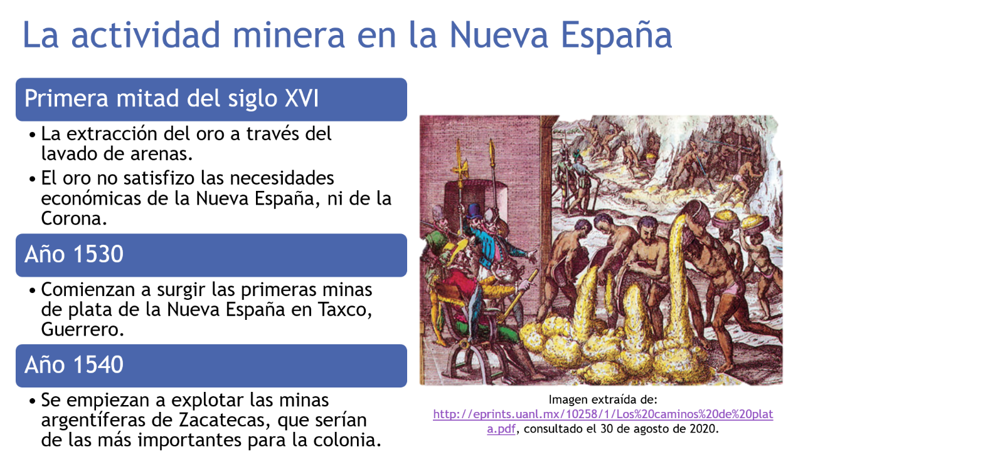 La actividad minera en la Nueva España
Primera mitad del siglo XVI
• La extracción del oro a través del
lavado de arenas.
• El oro no satisfizo las necesidades
económicas de la Nueva España, ni de la
Corona.
Año 1530
• Comienzan a surgir las primeras minas
de plata de la Nueva España en Taxco,
Guerrero.
Año 1540
• Se empiezan a explotar las minas
argentíferas de Zacatecas, que serían
de las más importantes para la colonia.
Imagen extraída de:
http://eprints.uanl.mx/10258/1/Los%20caminos%20de%20plat
a.pdf, consultado el 30 de agosto de 2020.